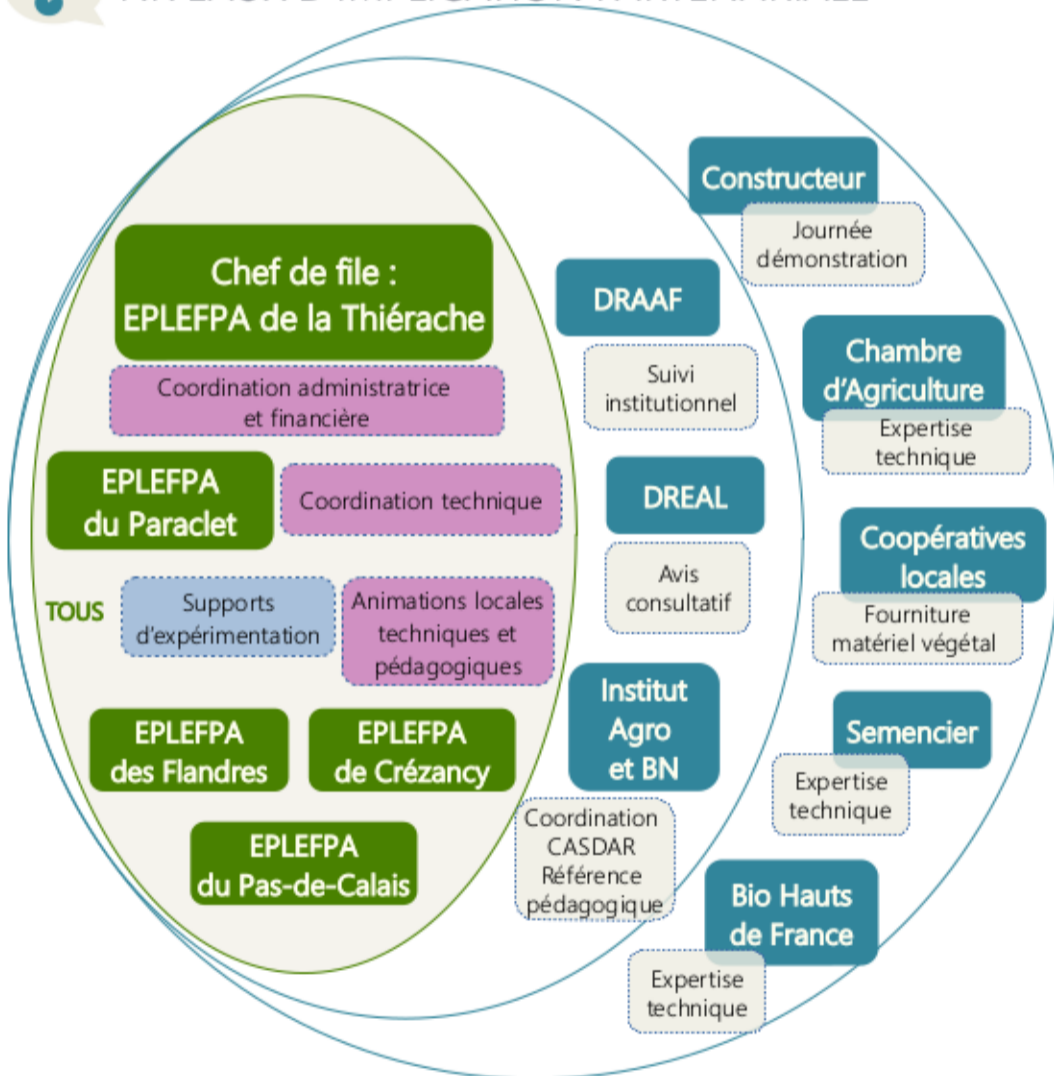 Chef de file :
EPLEFPA de la Thiérache
Coordination administratrice
et financière
EPLEFPA
du Paraclet
Coordination technique
TOUS
Supports
d'expérimentation
Animations locales
techniques et
pédagogiques
EPLEFPA
des Flandres
EPLEFPA
de Crézancy
EPLEFPA
du Pas-de-Calais
DRAAF
Suivi
institutionnel
DREAL
Avis
consultatif
Institut
Agro
et BN
Coordination
CASDAR
Référence
pédagogique
Constructeur
Journée
démonstration
Chambre
d'Agriculture
Expertise
technique
Coopératives
locales
Fourniture
matériel végétal
Semencier
Expertise
technique
Bio Hauts
de France
Expertise
technique